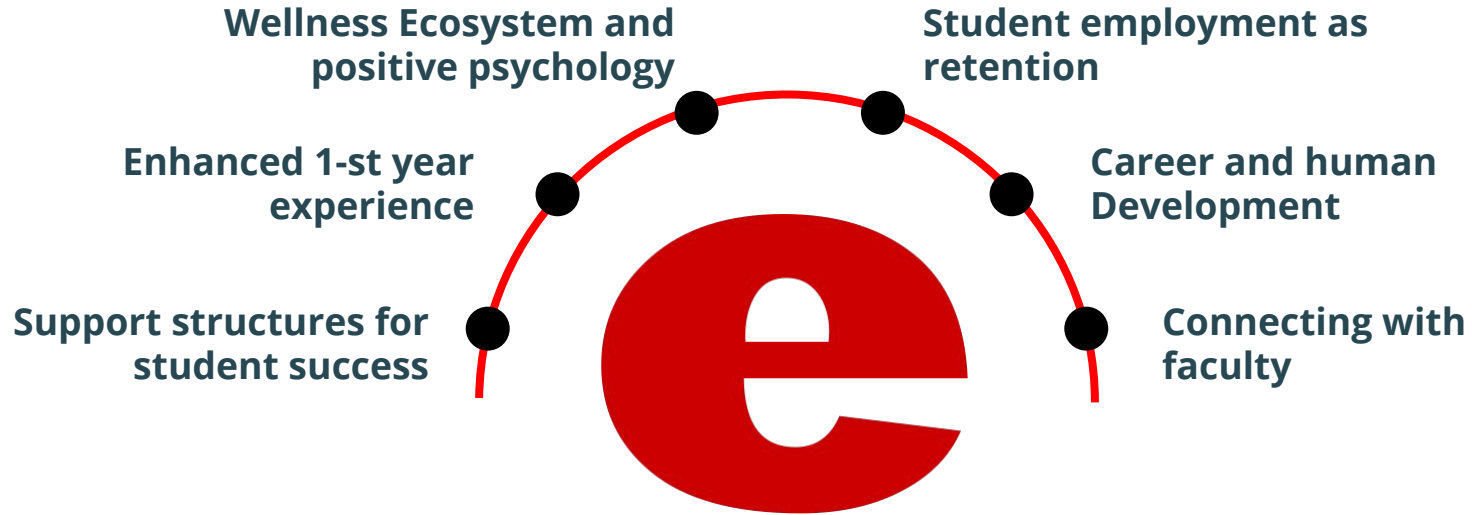 Wellness Ecosystem and
positive psychology
Student employment as
retention
Enhanced 1-st year
experience
Career and human
Development
Support structures for
student success
Connecting with
faculty
e